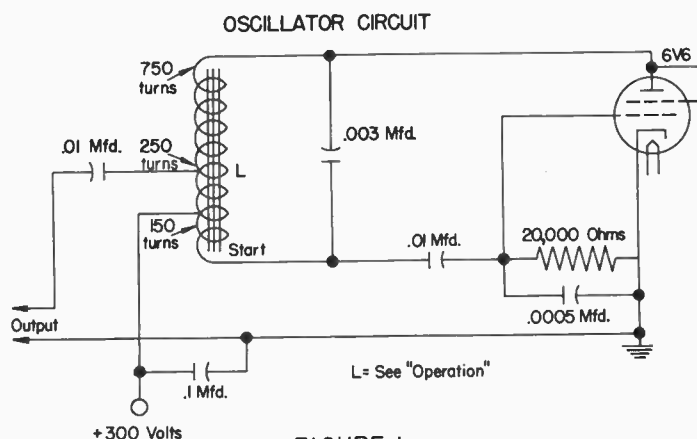 OSCILLATOR CIRCUIT
750
turns
6V6
.003 Mfd.
.01 Mfd.
250
turns
L
150
turns
Start
.01 Mfd.
20,000 Ohms
.0005 Mfd.
Output
.1 Mfd.
L= See "Operation"
+300 Volts